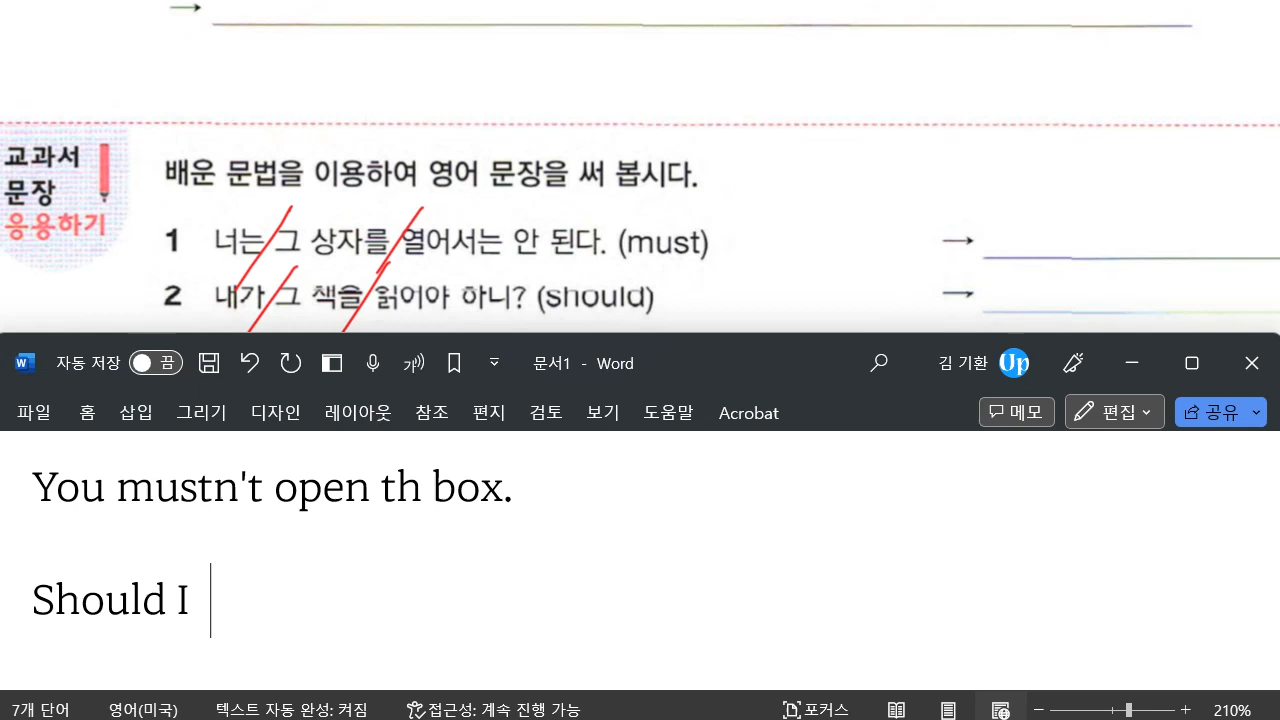 교과서
문장
응용하기
배운 문법을 이용하여 영어 문장을 써 봅시다.
1 너는 그 상자를 열어서는 안 된다. (must) →
2 내가 그 책을 읽어야 하니? (should) →
자동 저장 끔 가 문서1 - Word 김 기환 Up
파일 홈 삽입 그리기 디자인 레이아웃 참조 편지 검토 보기 도움말 Acrobat 메모 편집 공유
You mustn't open th box.
Should I
7개 단어 영어(미국) 텍스트 자동 완성: 켜짐 접근성: 계속 진행 가능 포커스 210%